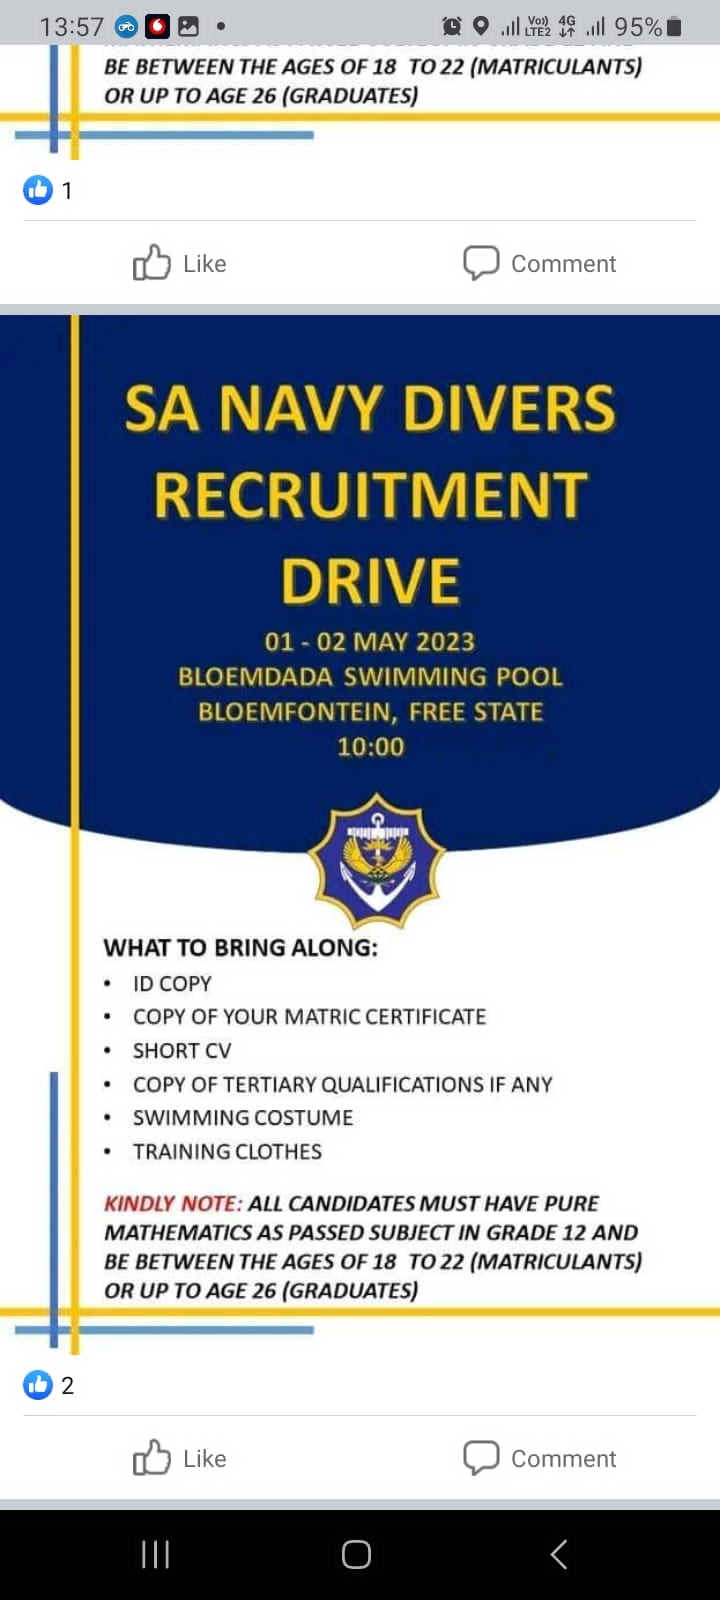 13:57 Vo) LTE2 4G 95%
BE BETWEEN THE AGES OF 18 TO 22 (MATRICULANTS)
OR UP TO AGE 26 (GRADUATES)
1
Like Comment
SA NAVY DIVERS
RECRUITMENT
DRIVE
01 - 02 MAY 2023
BLOEMDADA SWIMMING POOL
BLOEMFONTEIN, FREE STATE
10:00
WHAT TO BRING ALONG:
• ID COPY
• COPY OF YOUR MATRIC CERTIFICATE
• SHORT CV
• COPY OF TERTIARY QUALIFICATIONS IF ANY
• SWIMMING COSTUME
• TRAINING CLOTHES
KINDLY NOTE: ALL CANDIDATES MUST HAVE PURE
MATHEMATICS AS PASSED SUBJECT IN GRADE 12 AND
BE BETWEEN THE AGES OF 18 TO 22 (MATRICULANTS)
OR UP TO AGE 26 (GRADUATES)
2
Like Comment